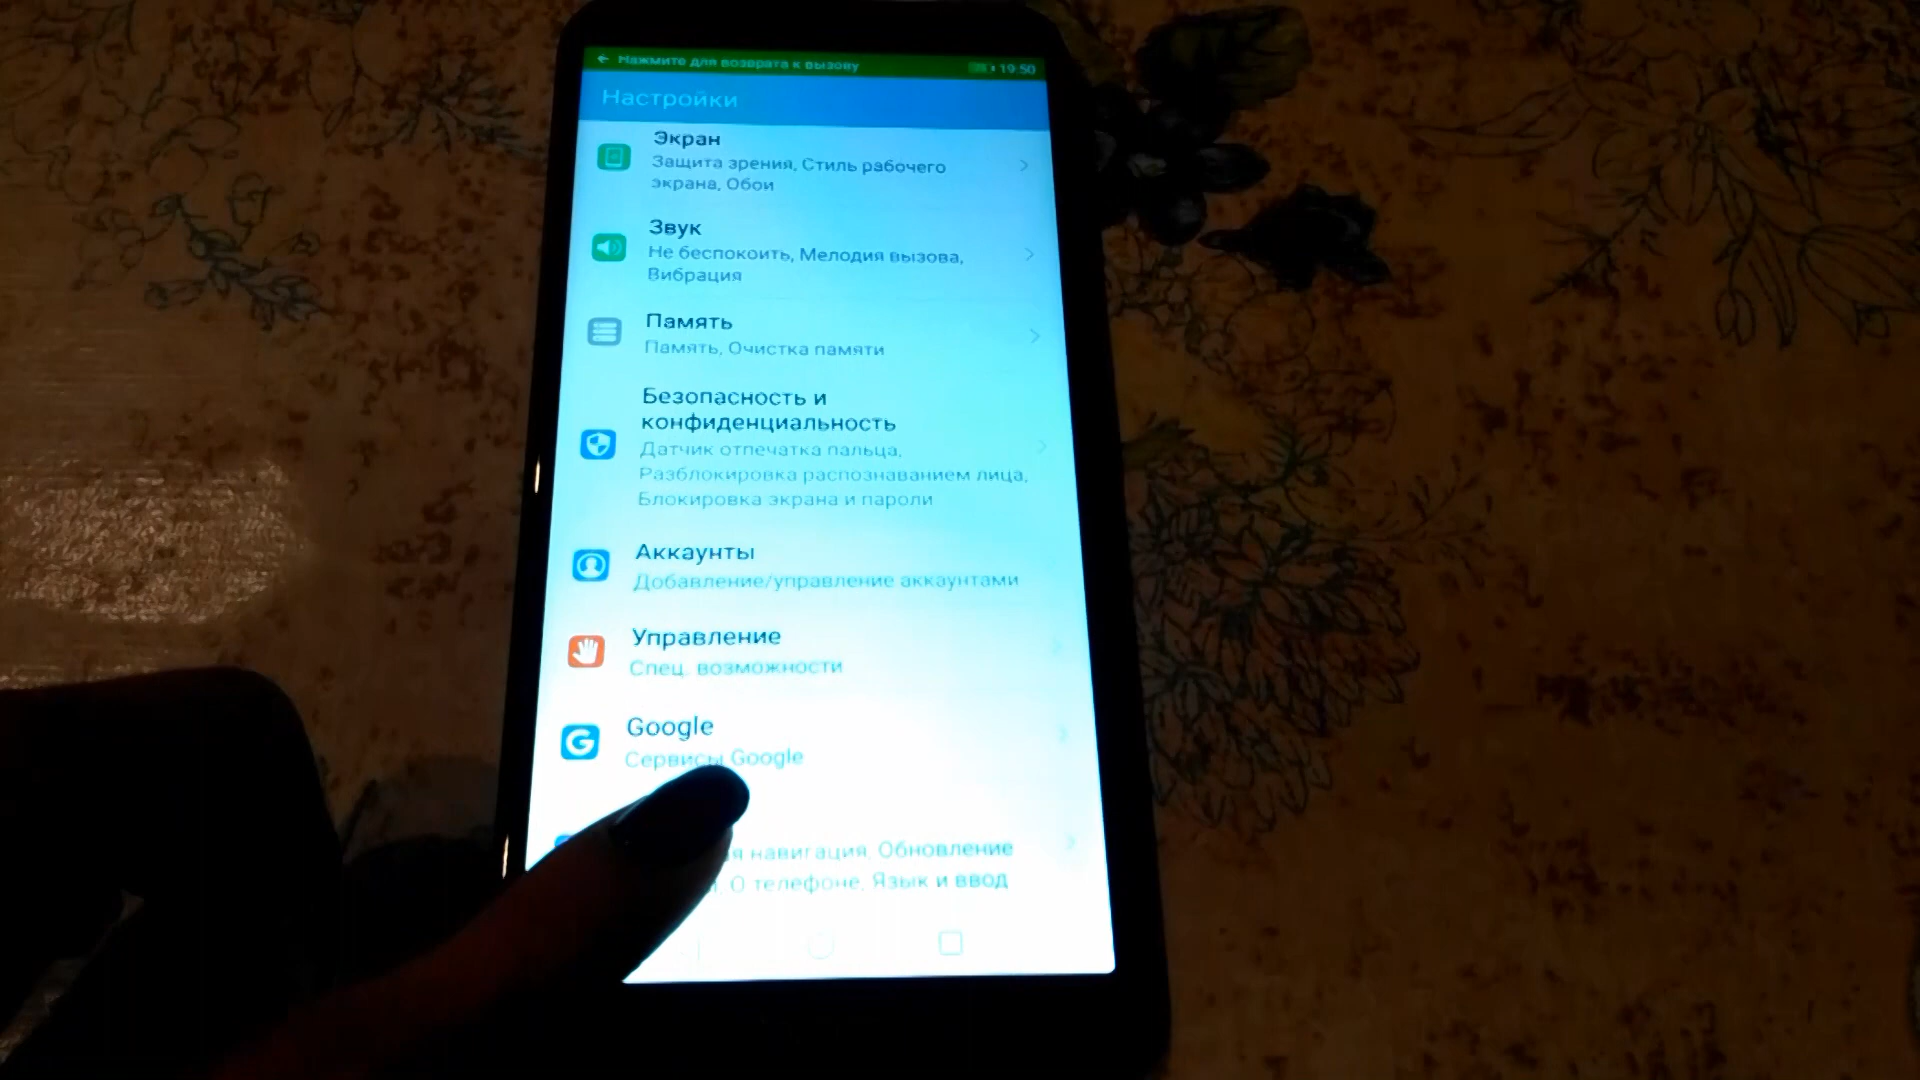 ← Нажмите для возврата к вызову 19:50
Настройки
Экран
Защита зрения, Стиль рабочего
экрана, Обои
Звук
Не беспокоить, Мелодия вызова,
Вибрация
Память
Память, Очистка памяти
Безопасность и
конфиденциальность
Датчик отпечатка пальца,
Разблокировка распознаванием лица,
Блокировка экрана и пароли
Аккаунты
Добавление/управление аккаунтами
Управление
Спец. возможности
Google
Сервисы Google
навигация, Обновление
О телефоне, Язык и ввод